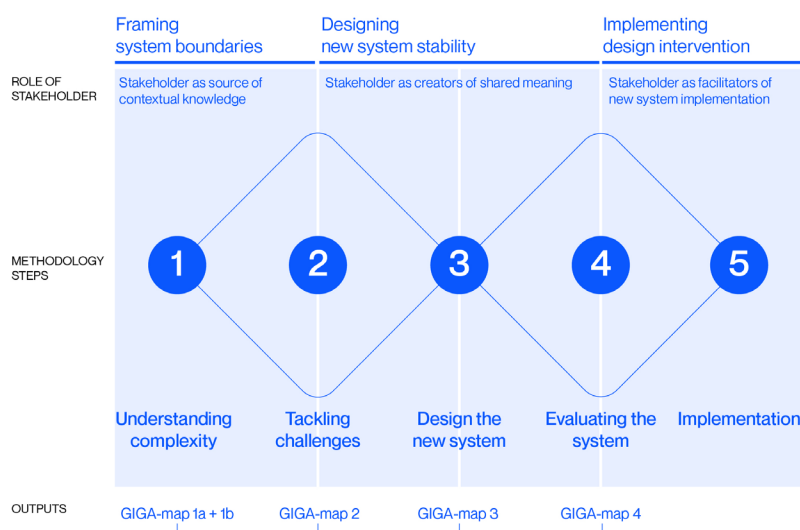 Framing
system boundaries
Designing
new system stability
Implementing
design intervention
ROLE OF
STAKEHOLDER
Stakeholder as source of
contextual knowledge
Stakeholder as creators of shared meaning
Stakeholder as facilitators of
new system implementation
METHODOLOGY
STEPS
1
2
3
4
5
Understanding
complexity
Tackling
challenges
Design the
new system
Evaluating the
system
Implementation
OUTPUTS
GIGA-map 1a + 1b
GIGA-map 2
GIGA-map 3
GIGA-map 4